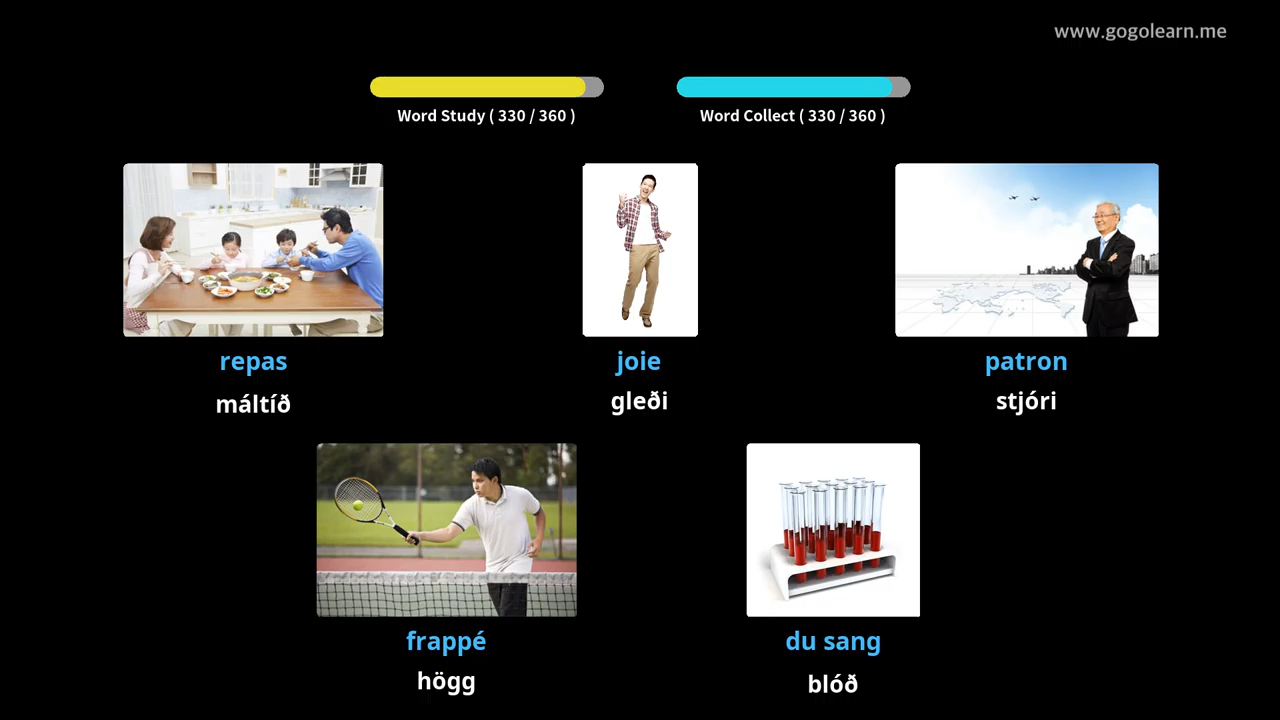 www.gogolearn.me
Word Study ( 330 / 360 )
Word Collect ( 330 / 360 )
repas
máltíð
joie
gleði
patron
stjóri
frappé
högg
du sang
blóð